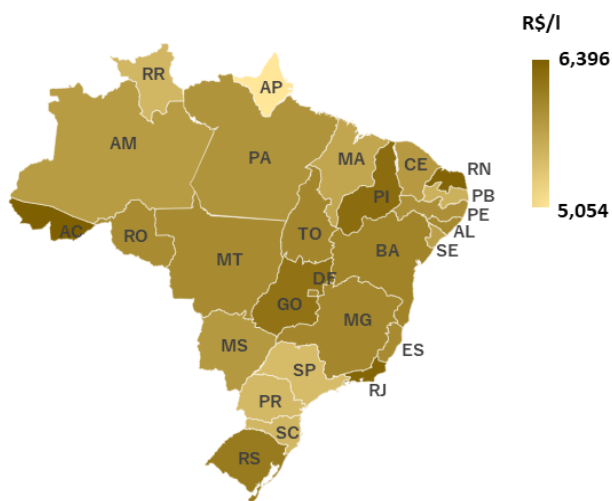 R$/l
6,396
5,054
RR
AP
AM
PA
MA
CE
RN
PI
PB
PE
AC
RO
TO
AL
SE
MT
BA
DF
GO
MG
MS
ES
SP
RJ
PR
SC
RS